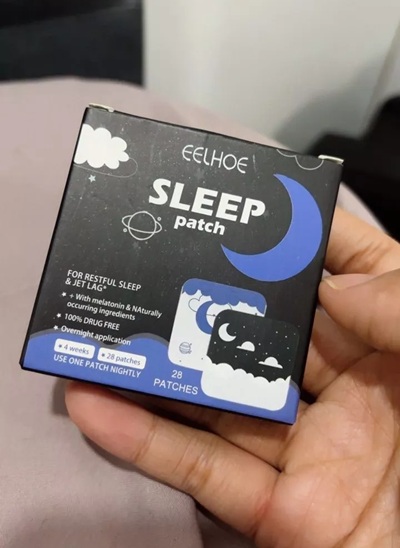 EELHOE
SLEEP
patch
FOR RESTFUL SLEEP
& JET LAG*
+ With melatonin & NAturally
occurring ingredients
100% DRUG FREE
Overnight application
4 weeks
28 patches
USE ONE PATCH NIGHTLY
28
PATCHES